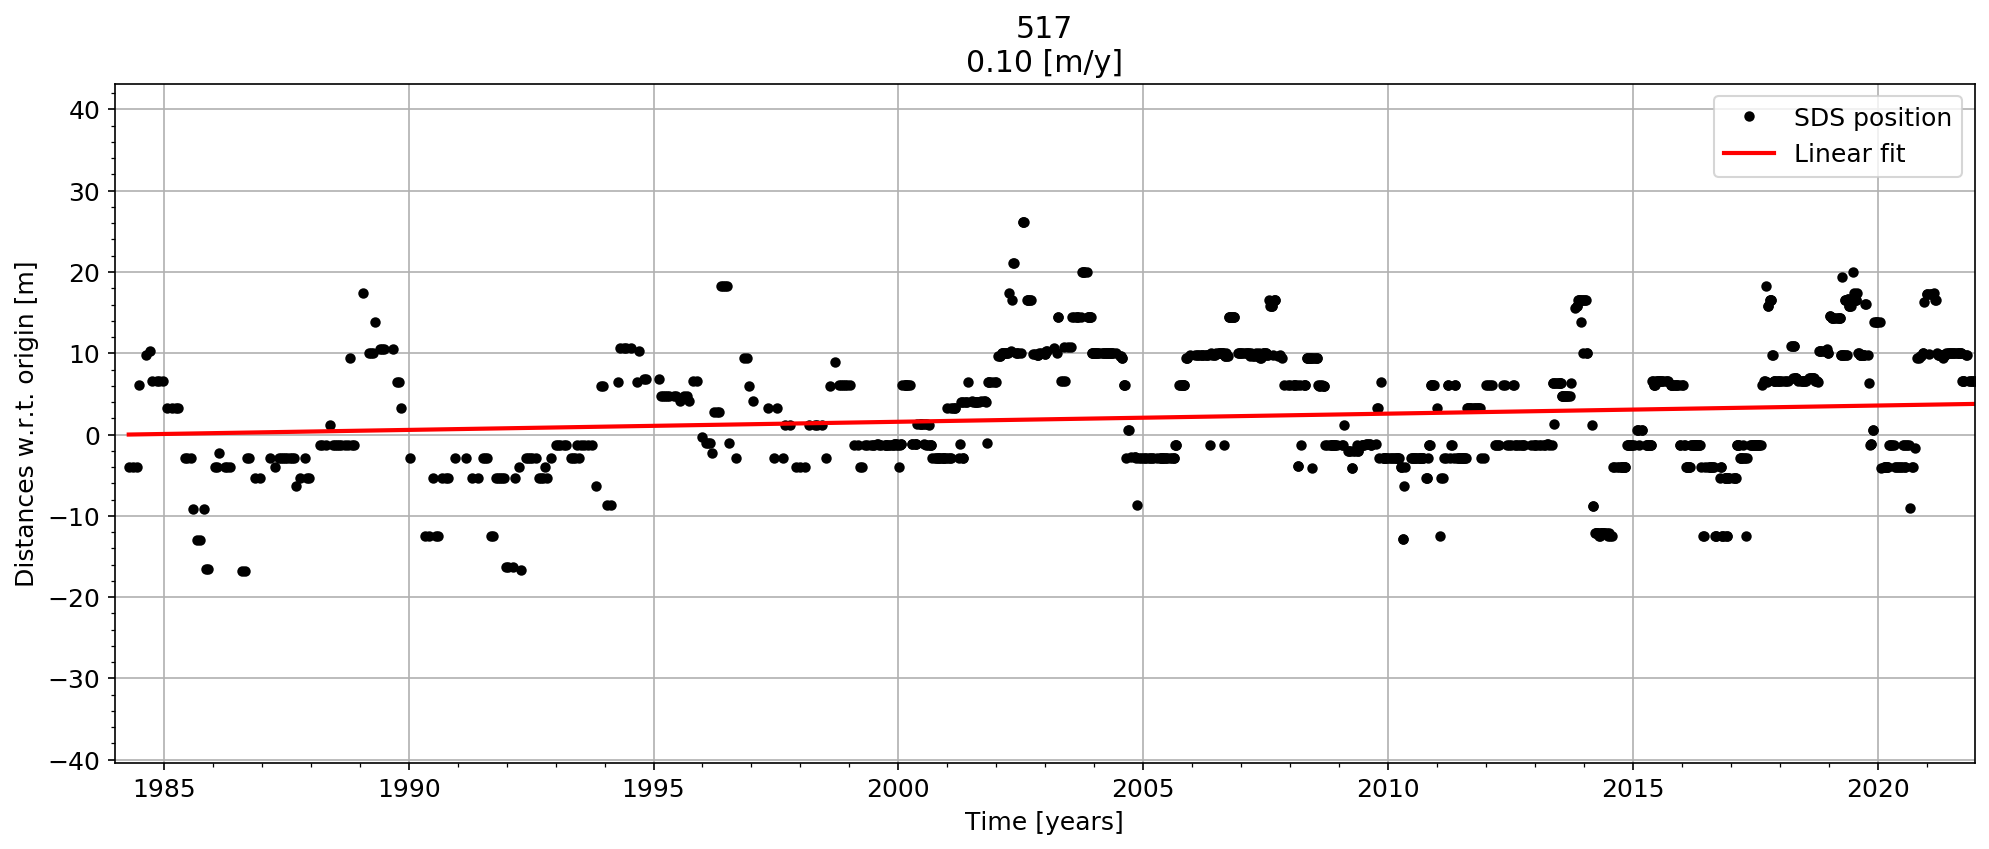 517
0.10 [m/y]
SDS position
Linear fit
Distances w.r.t. origin [m]
40
30
20
10
0
−10
−20
−30
−40
1985 1990 1995 2000 2005 2010 2015 2020
Time [years]